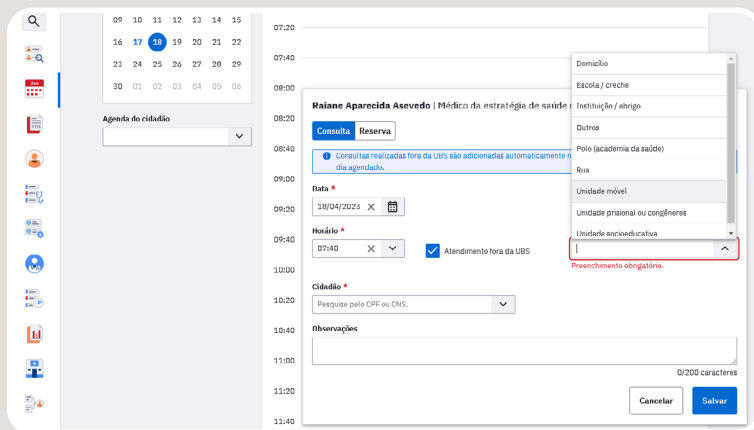 09 10 11 12 13 14 15
16 17 18 19 20 21 22
23 24 25 26 27 28 29
30 01 02 03 04 05 06
Agenda do cidadão
07:20
07:40
08:00
08:20
08:40
09:00
09:20
09:40
10:00
10:20
10:40
11:00
11:20
11:40
Raiane Aparecida Asevedo | Médico da estratégia de saúde
Consulta Reserva
Consultas realizadas fora da UBS são adicionadas automaticamente
dia agendado.
Data *
18/04/2023
Horário *
07:40
Atendimento fora da UBS
Domicílio
Escola / creche
Instituição / abrigo
Outros
Polo (academia da saúde)
Rua
Unidade móvel
Unidade prisional ou congêneres
Unidade socioeducativa
Preenchimento obrigatório.
Cidadão *
Pesquise pelo CPF ou CNS.
Observações
0/200 caracteres
Cancelar Salvar